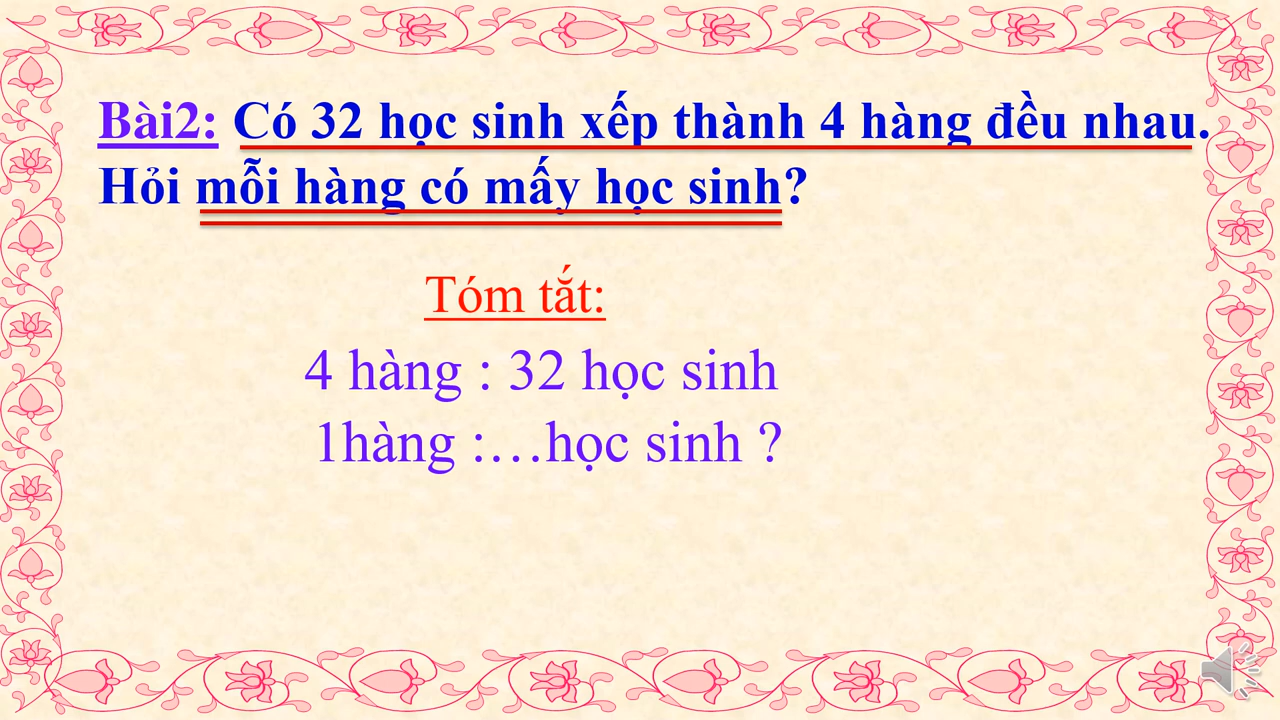 Bài2: Có 32 học sinh xếp thành 4 hàng đều nhau.
Hỏi mỗi hàng có mấy học sinh?
Tóm tắt:
4 hàng : 32 học sinh
1hàng :…học sinh ?